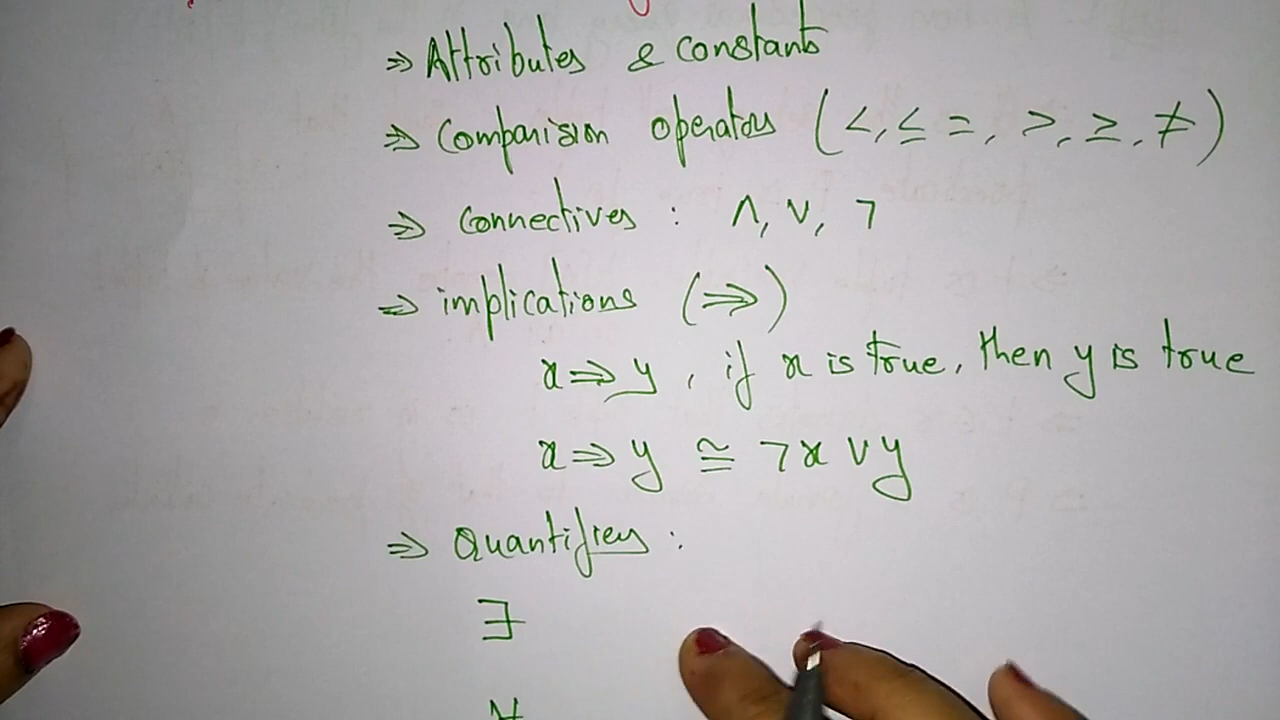 ⇒ Attributes & constants
⇒ Comparision operators (<, ≤ =, >, ≥, ≠)
⇒ Connectives : ∧, ∨, ¬
⇒ implications (⇒)
x ⇒ y , if x is true, then y is true
x ⇒ y ≅ ¬x ∨ y
⇒ Quantifiers :
∃
∀